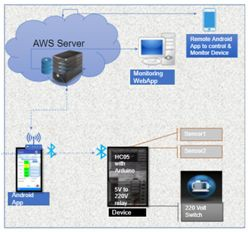 AWS Server
Remote Android
App to control &
Monitor Device
Monitoring
WebApp
Sensor1
Sensor2
HC05
with
Arduino
5V to
220V
relay
Android
App
Device
220 Volt
Switch